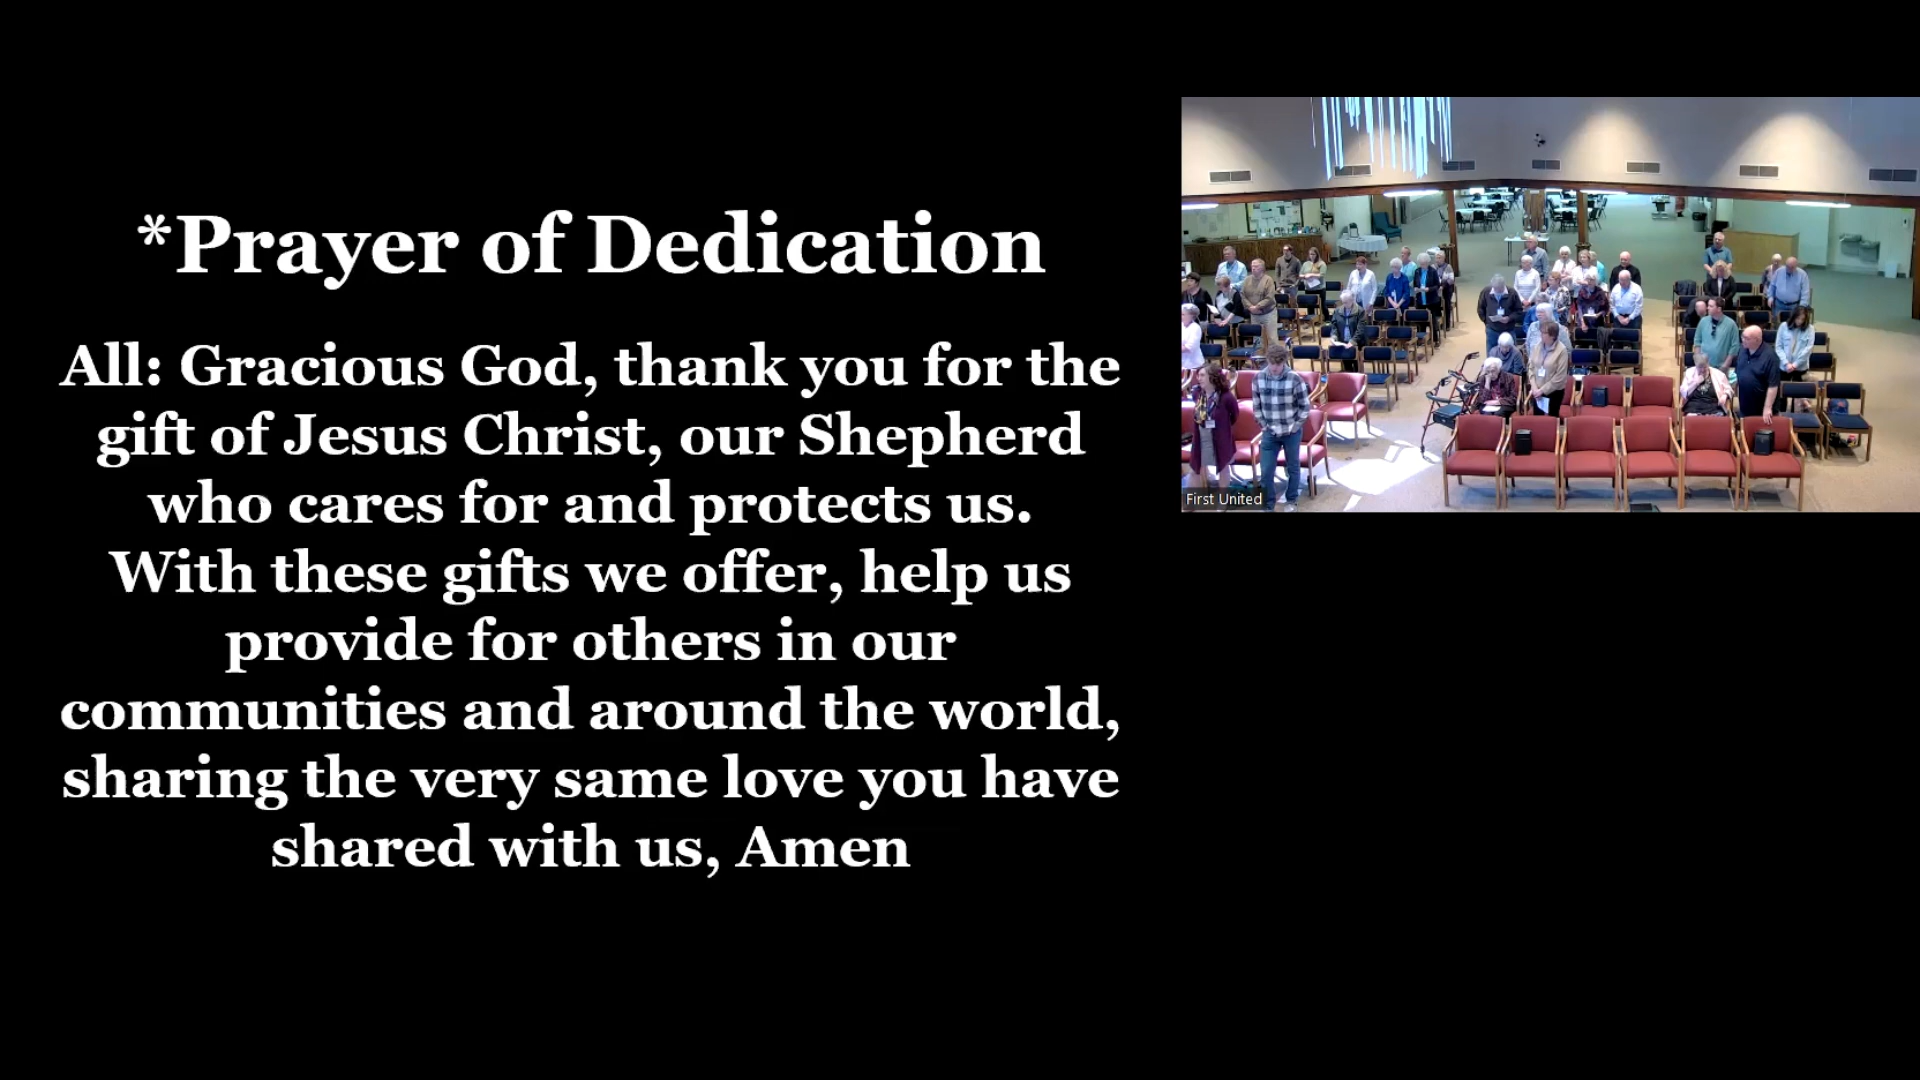 *Prayer of Dedication
All: Gracious God, thank you for the
gift of Jesus Christ, our Shepherd
who cares for and protects us.
With these gifts we offer, help us
provide for others in our
communities and around the world,
sharing the very same love you have
shared with us, Amen
First United